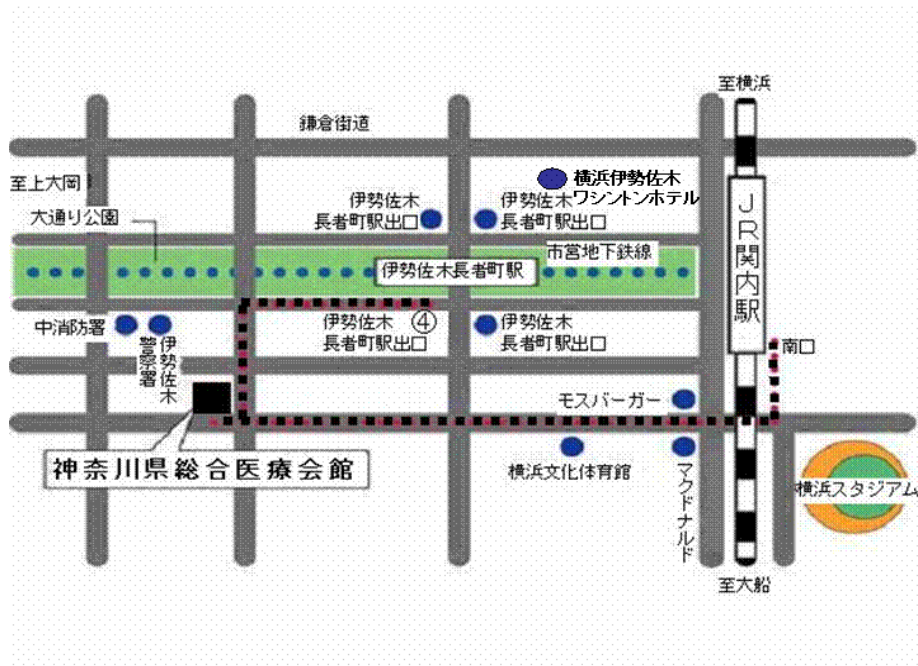 至横浜
鎌倉街道
至上大岡
横浜伊勢佐木
ワシントンホテル
伊勢佐木
長者町駅出口
伊勢佐木
長者町駅出口
大通り公園
市営地下鉄線
伊勢佐木長者町駅
JR関内駅
中消防署
伊勢佐木
警察署
伊勢佐木
長者町駅出口
④
伊勢佐木
長者町駅出口
南口
モスバーガー
神奈川県総合医療会館
横浜文化体育館
マクドナルド
横浜スタジアム
至大船